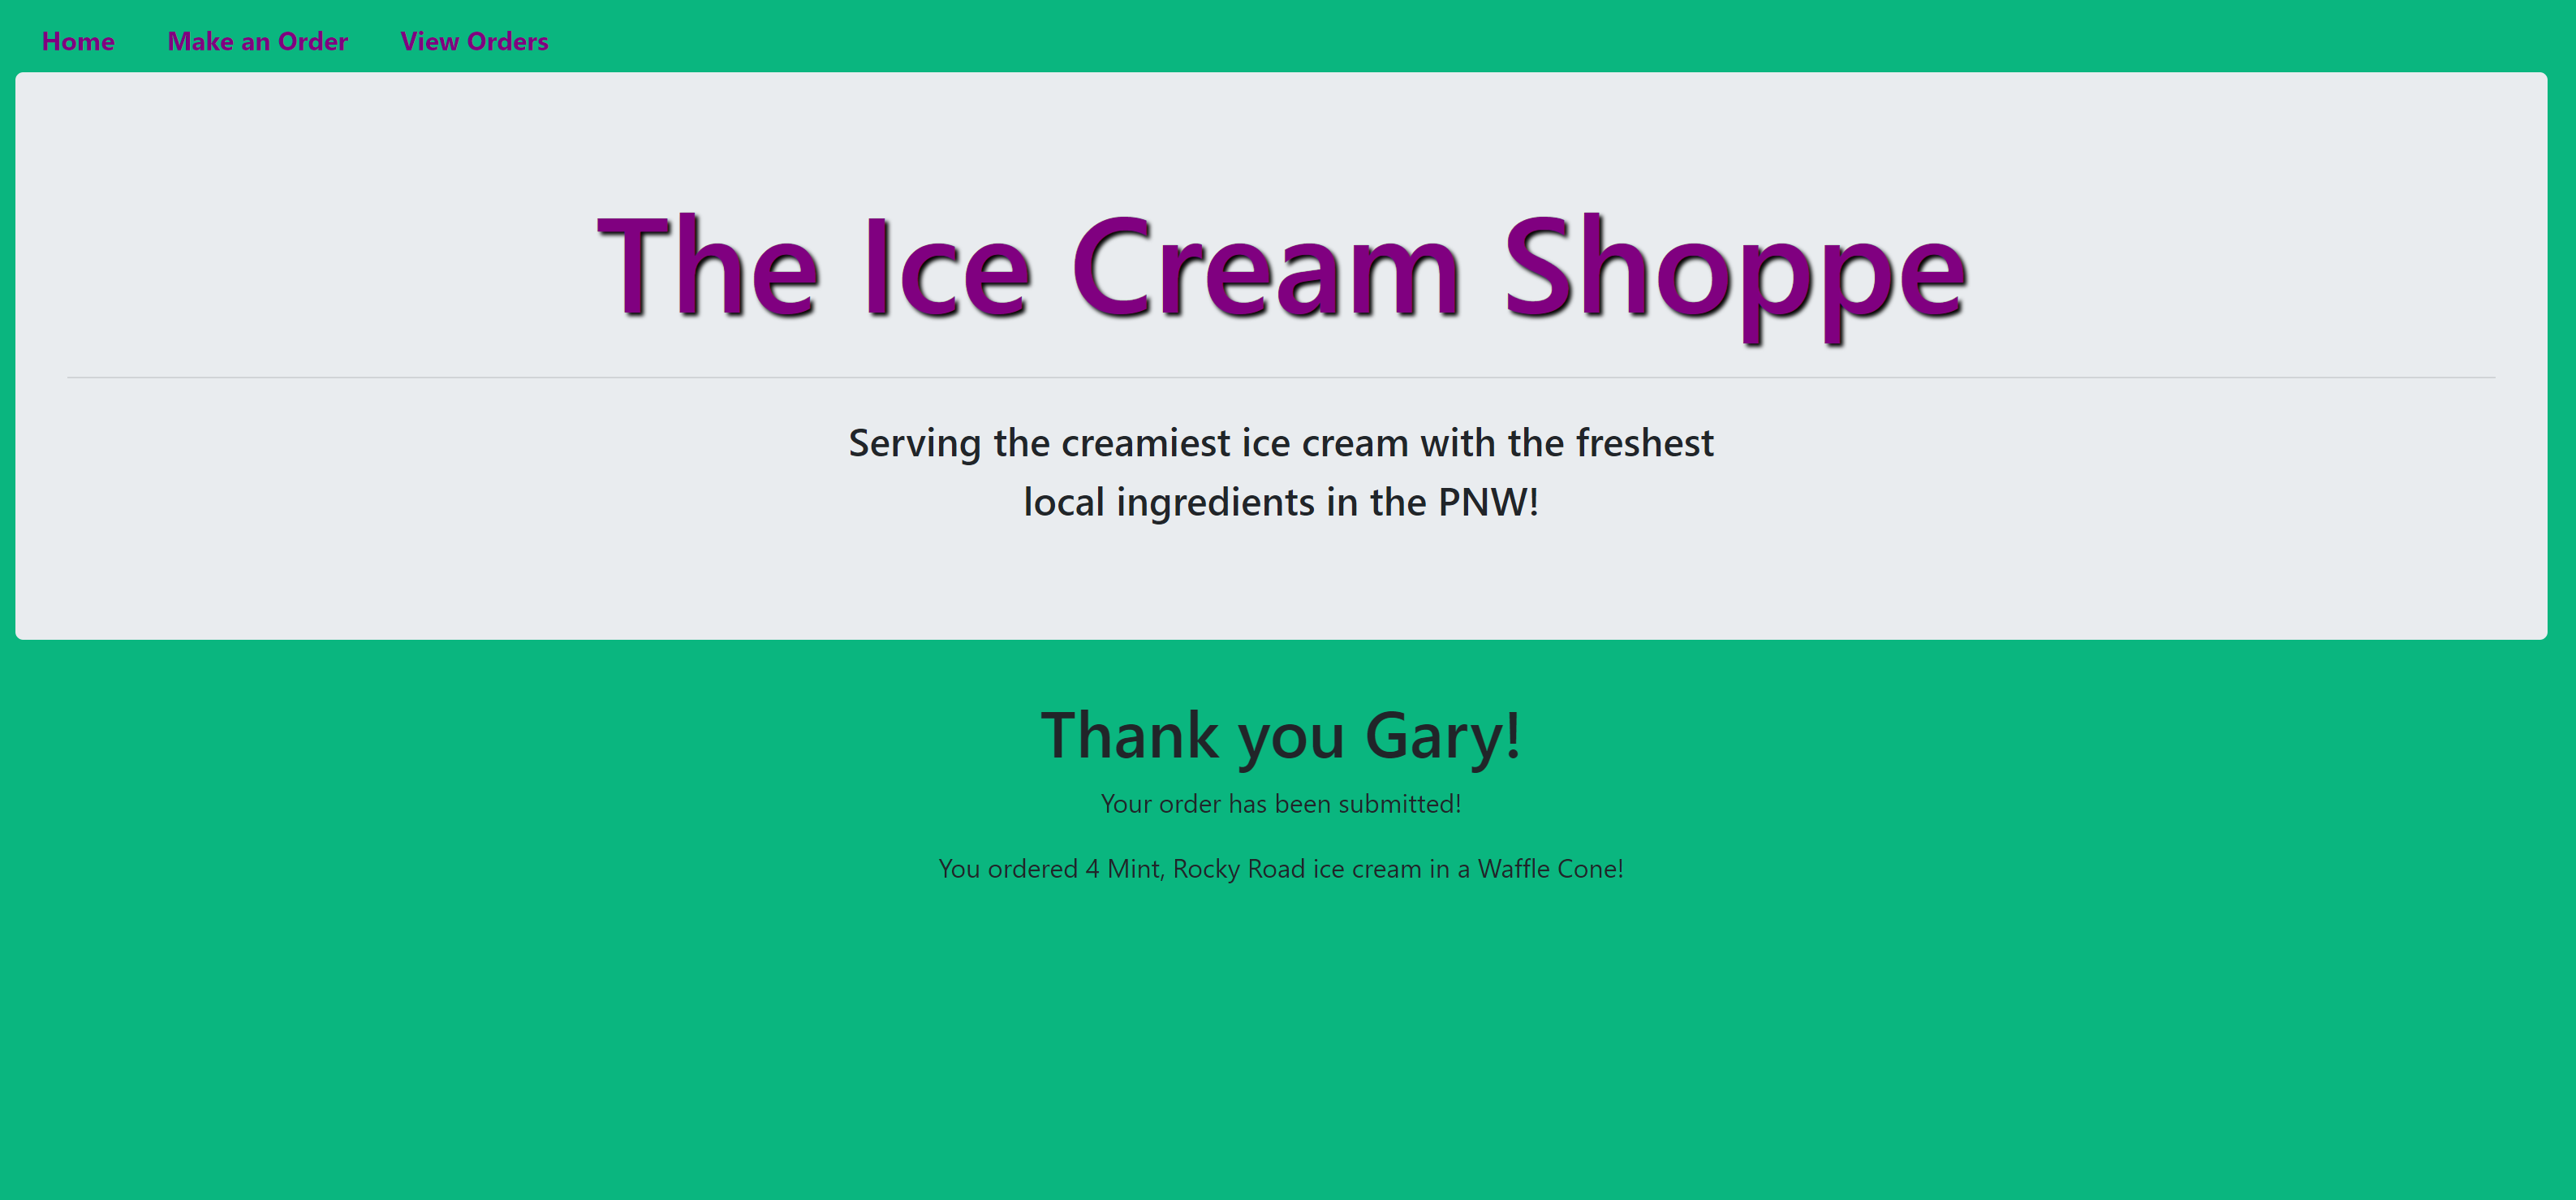 Home Make an Order View Orders
The Ice Cream Shoppe
Serving the creamiest ice cream with the freshest
local ingredients in the PNW!
Thank you Gary!
Your order has been submitted!
You ordered 4 Mint, Rocky Road ice cream in a Waffle Cone!